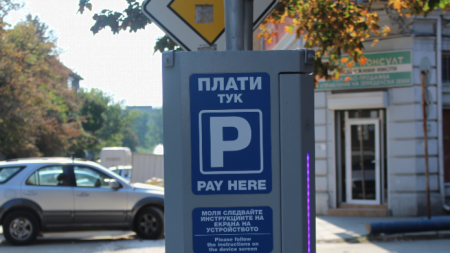 ПЛАТИ
ТУК
P
PAY HERE
МОЛЯ СЛЕДВАЙТЕ
ИНСТРУКЦИИТЕ НА
ЕКРАНА НА
УСТРОЙСТВОТО
Please follow
the instructions on
the device screen